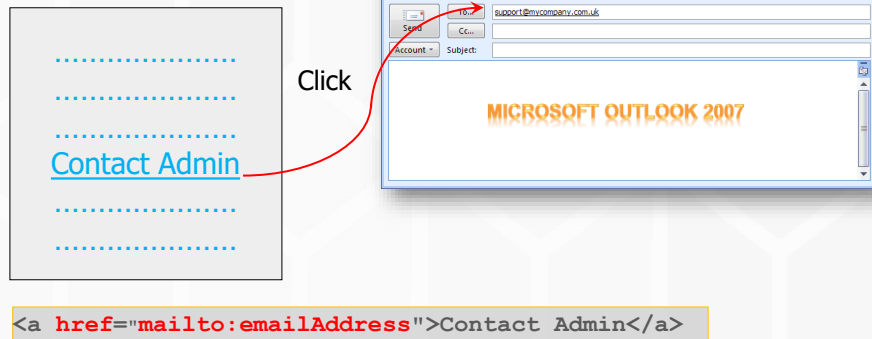 To...
support@mycompany.com.uk
Send
Cc...
Account
Subject:
Click
MICROSOFT OUTLOOK 2007
.....................
.....................
.....................
Contact Admin
.....................
.....................
<a href="mailto:emailAddress">Contact Admin</a>